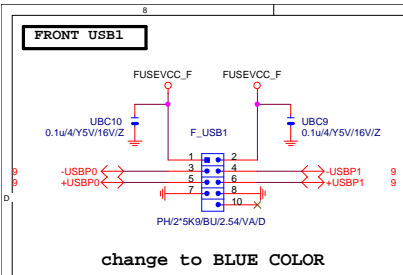 8
FRONT USB1
FUSEVCC_F FUSEVCC_F
UBC10 UBC9
0.1u/4/Y5V/16V/Z F_USB1 0.1u/4/Y5V/16V/Z
1 2
9 -USBP0 3 4 -USBP1 9
9 +USBP0 5 6 +USBP1 9
7 8
10
D
PH/2*5K9/BU/2.54/VA/D
change to BLUE COLOR